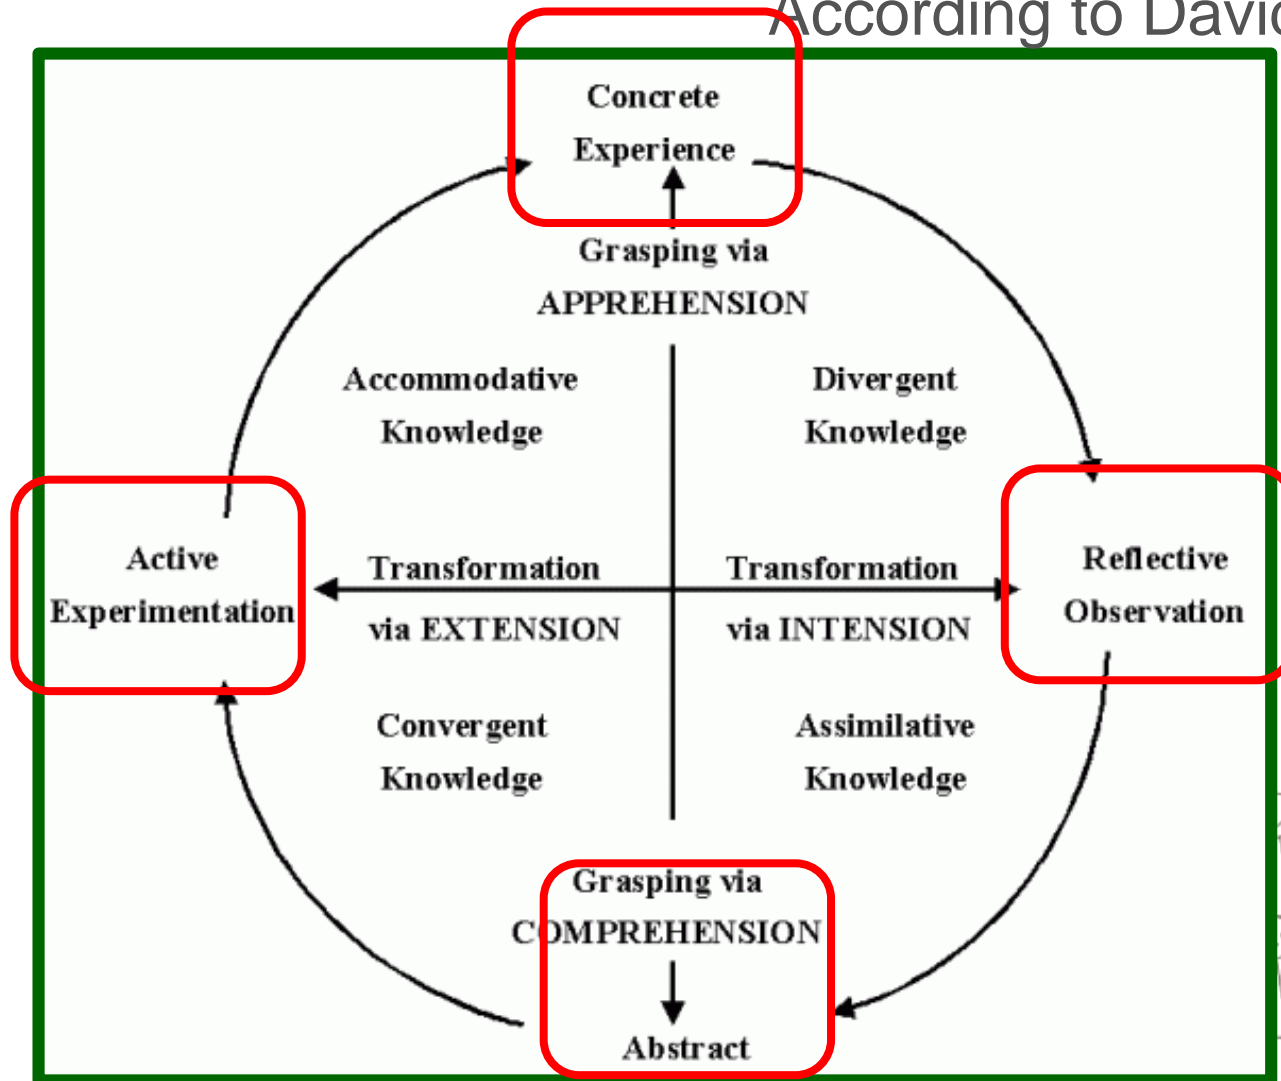 According to David
Concrete
Experience
Grasping via
APPREHENSION
Accommodative
Knowledge
Divergent
Knowledge
Active
Experimentation
Transformation
via EXTENSION
Transformation
via INTENSION
Reflective
Observation
Convergent
Knowledge
Assimilative
Knowledge
Grasping via
COMPREHENSION
Abstract